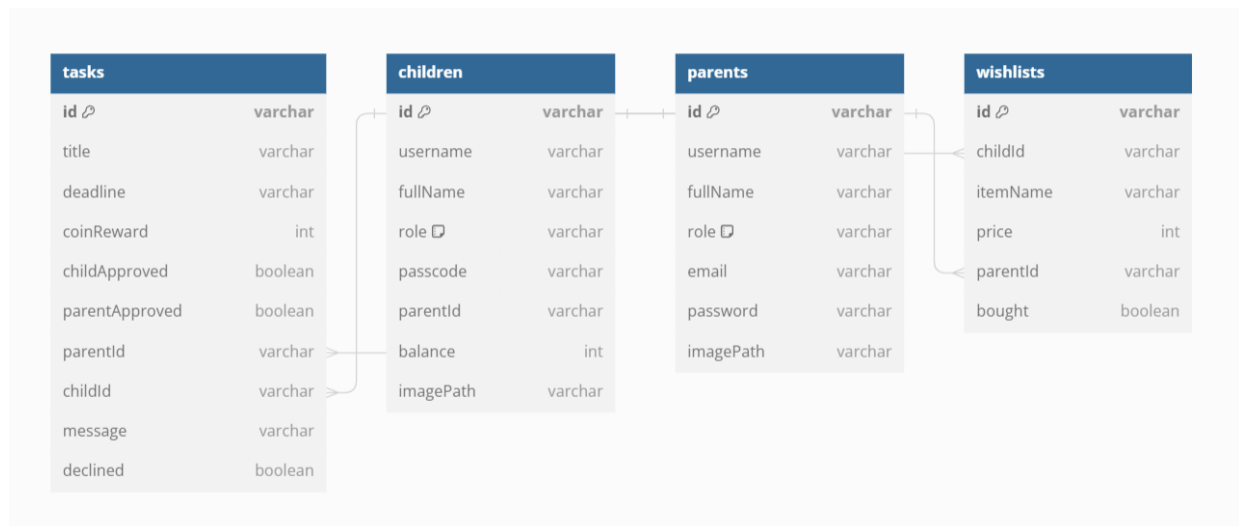 tasks
id varchar
title varchar
deadline varchar
coinReward int
childApproved boolean
parentApproved boolean
parentId varchar
childId varchar
message varchar
declined boolean
children
id varchar
username varchar
fullName varchar
role varchar
passcode varchar
parentId varchar
balance int
imagePath varchar
parents
id varchar
username varchar
fullName varchar
role varchar
email varchar
password varchar
imagePath varchar
wishlists
id varchar
childId varchar
itemName varchar
price int
parentId varchar
bought boolean